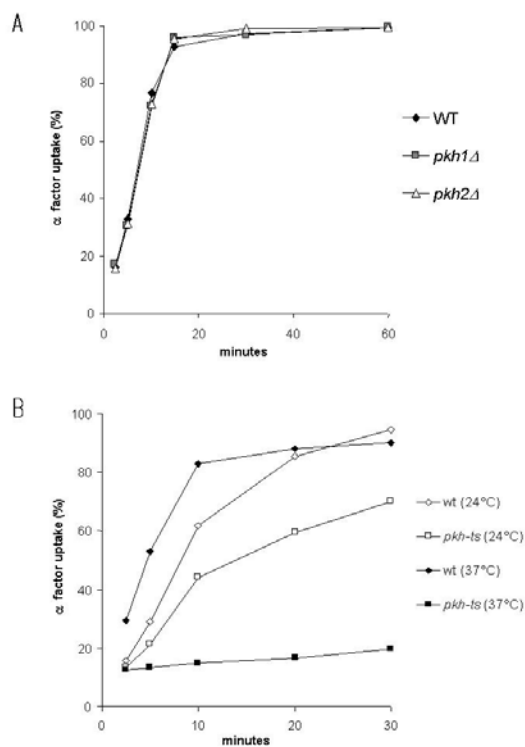 A
100
80
60
40
20
0
α factor uptake (%)
0 20 40 60
minutes
WT
pkh1Δ
pkh2Δ
B
100
80
60
40
20
0
α factor uptake (%)
0 10 20 30
minutes
wt (24°C)
pkh-ts (24°C)
wt (37°C)
pkh-ts (37°C)